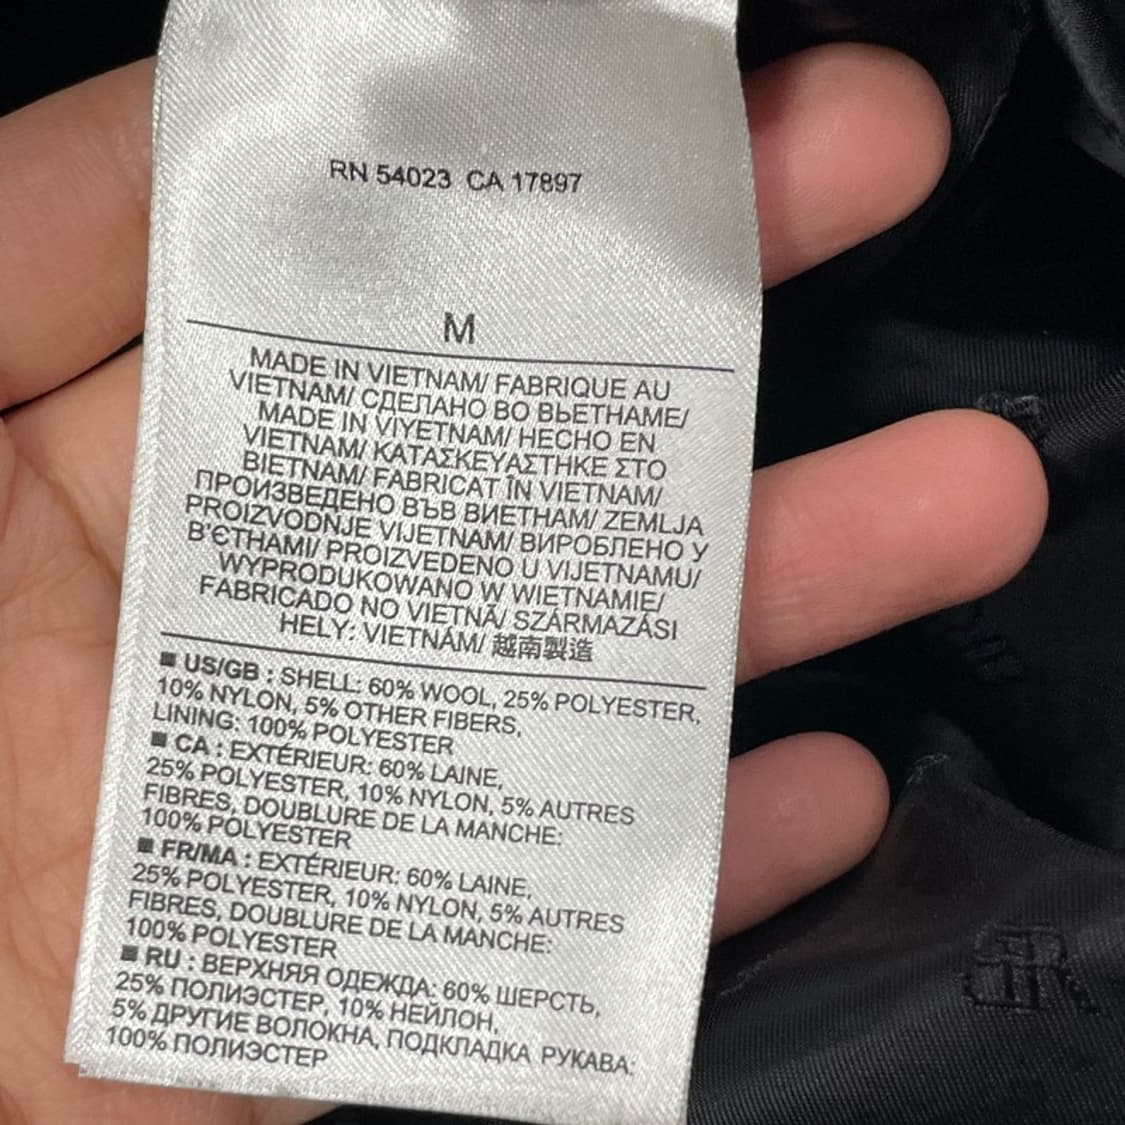 RN 54023 CA 17897
M
MADE IN VIETNAM/ FABRIQUE AU
VIETNAM/ СДЕЛАНО ВО ВЬЕТНАМЕ/
MADE IN VIYETNAM/ HECHO EN
VIETNAM/ ΚΑΤΑΣΚΕΥΑΣΤΗΚΕ ΣΤΟ
ΒΙΕΤΝΑΜ/ FABRICAT ÎN VIETNAM/
ПРОИЗВЕДЕНО ВЪВ ВИЕТНАМ/ ZEMLJA
PROIZVODNJE VIJETNAM/ ВИРОБЛЕНО У
В'ЄТНАМІ/ PROIZVEDENO U VIJETNAMU/
WYPRODUKOWANO W WIETNAMIE/
FABRICADO NO VIETNÃ/ SZÁRMAZÁSI
HELY: VIETNÁM/ 越南製造
■ US/GB : SHELL: 60% WOOL, 25% POLYESTER,
10% NYLON, 5% OTHER FIBERS,
LINING: 100% POLYESTER
■ CA : EXTÉRIEUR: 60% LAINE,
25% POLYESTER, 10% NYLON, 5% AUTRES
FIBRES, DOUBLURE DE LA MANCHE:
100% POLYESTER
■ FR/MA : EXTÉRIEUR: 60% LAINE,
25% POLYESTER, 10% NYLON, 5% AUTRES
FIBRES, DOUBLURE DE LA MANCHE:
100% POLYESTER
■ RU : ВЕРХНЯЯ ОДЕЖДА: 60% ШЕРСТЬ,
25% ПОЛИЭСТЕР, 10% НЕЙЛОН,
5% ДРУГИЕ ВОЛОКНА, ПОДКЛАДКА РУКАВА:
100% ПОЛИЭСТЕР